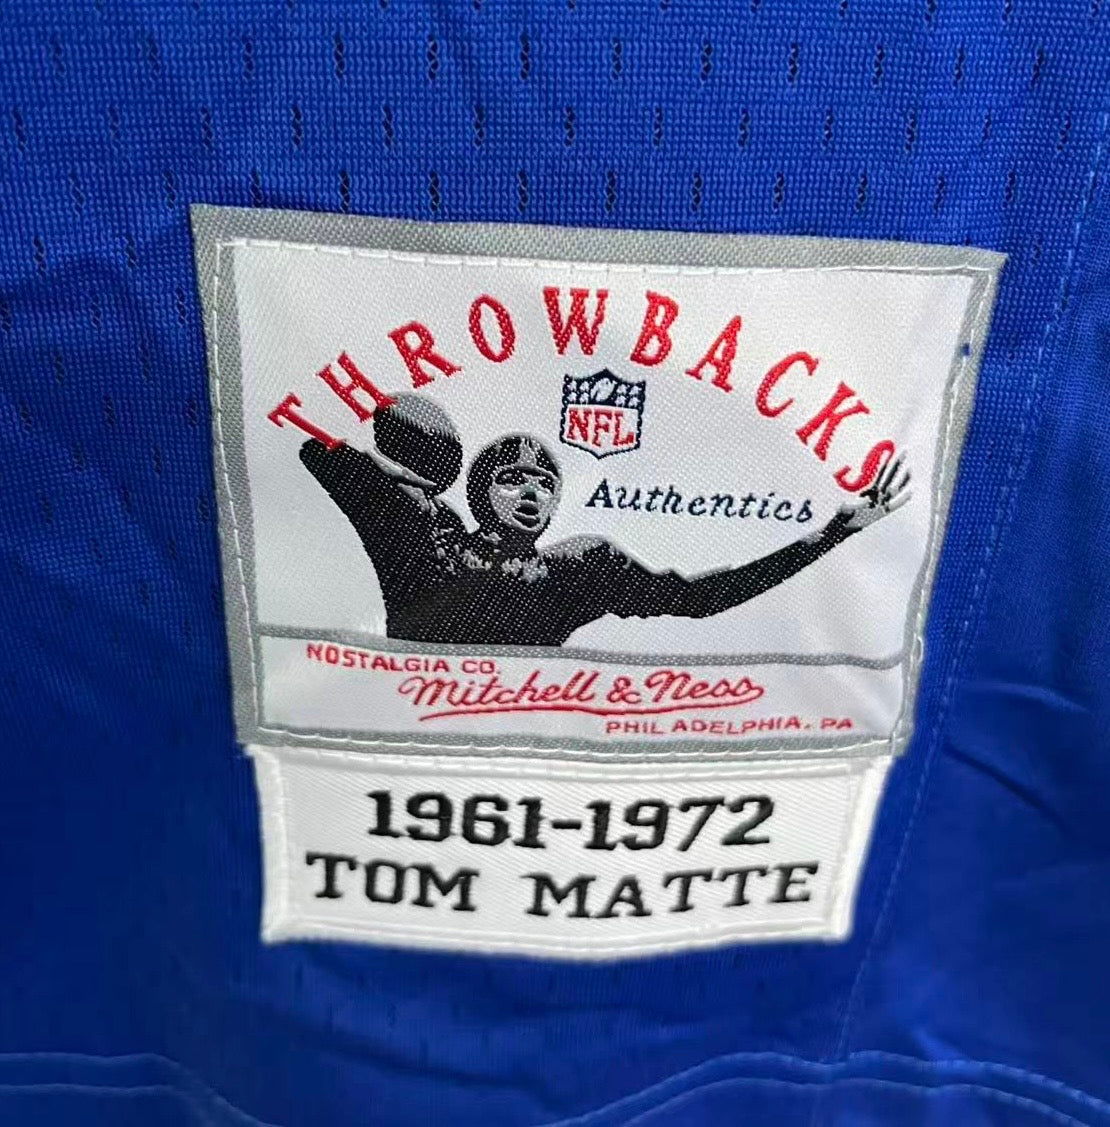 THROWBACKS
NFL
Authentics
NOSTALGIA CO.
Mitchell & Ness
PHILADELPHIA, PA
1961-1972
TOM MATTE